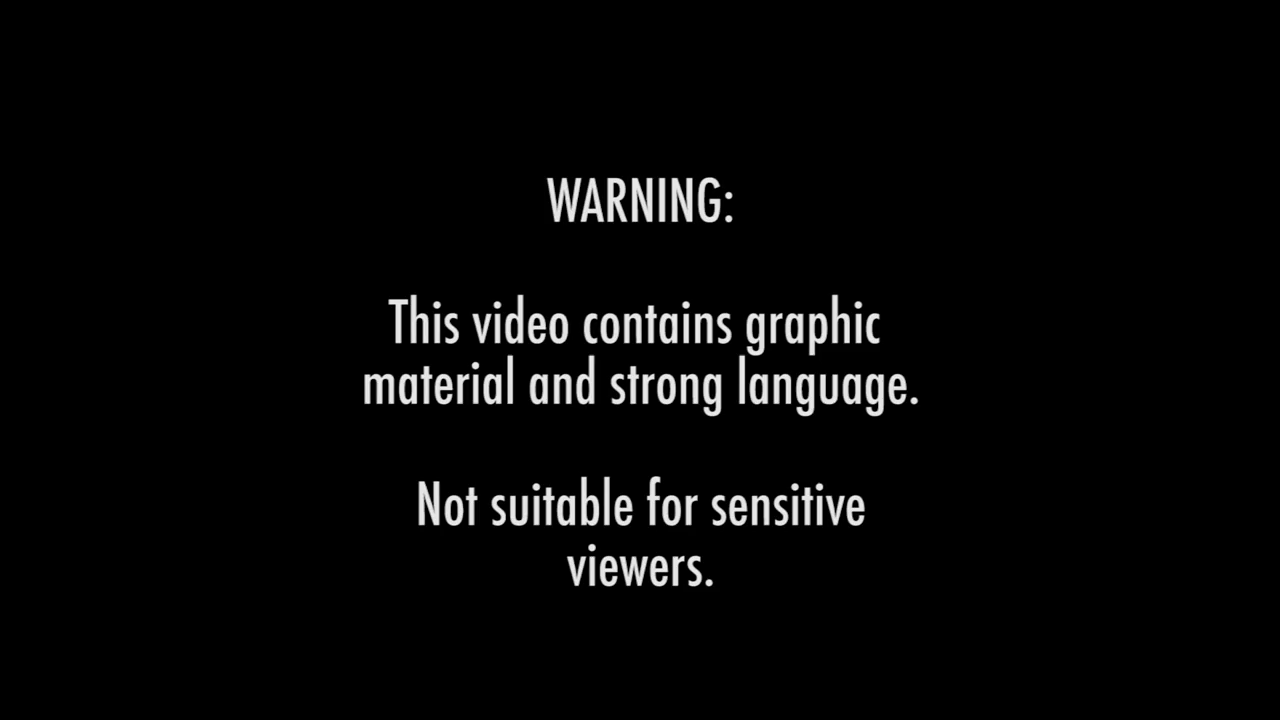 WARNING:
This video contains graphic
material and strong language.
Not suitable for sensitive
viewers.